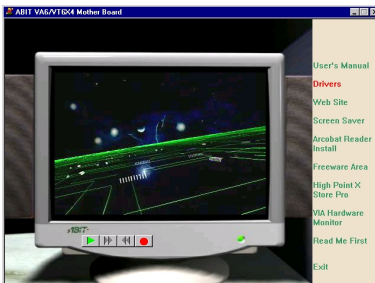 ABIT VA6/VT6X4 Mother Board
User's Manual
Drivers
Web Site
Screen Saver
Arcobat Reader
Install
Freeware Area
High Point X
Store Pro
VIA Hardware
Monitor
Read Me First
Exit
ABIT